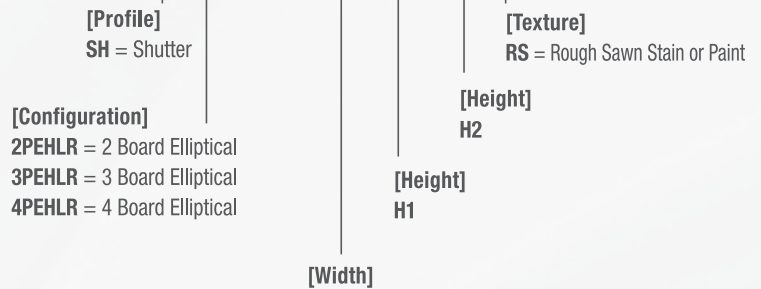 [Profile]
SH = Shutter
[Texture]
RS = Rough Sawn Stain or Paint
[Configuration]
2PEHLR = 2 Board Elliptical
3PEHLR = 3 Board Elliptical
4PEHLR = 4 Board Elliptical
[Height]
H2
[Height]
H1
[Width]